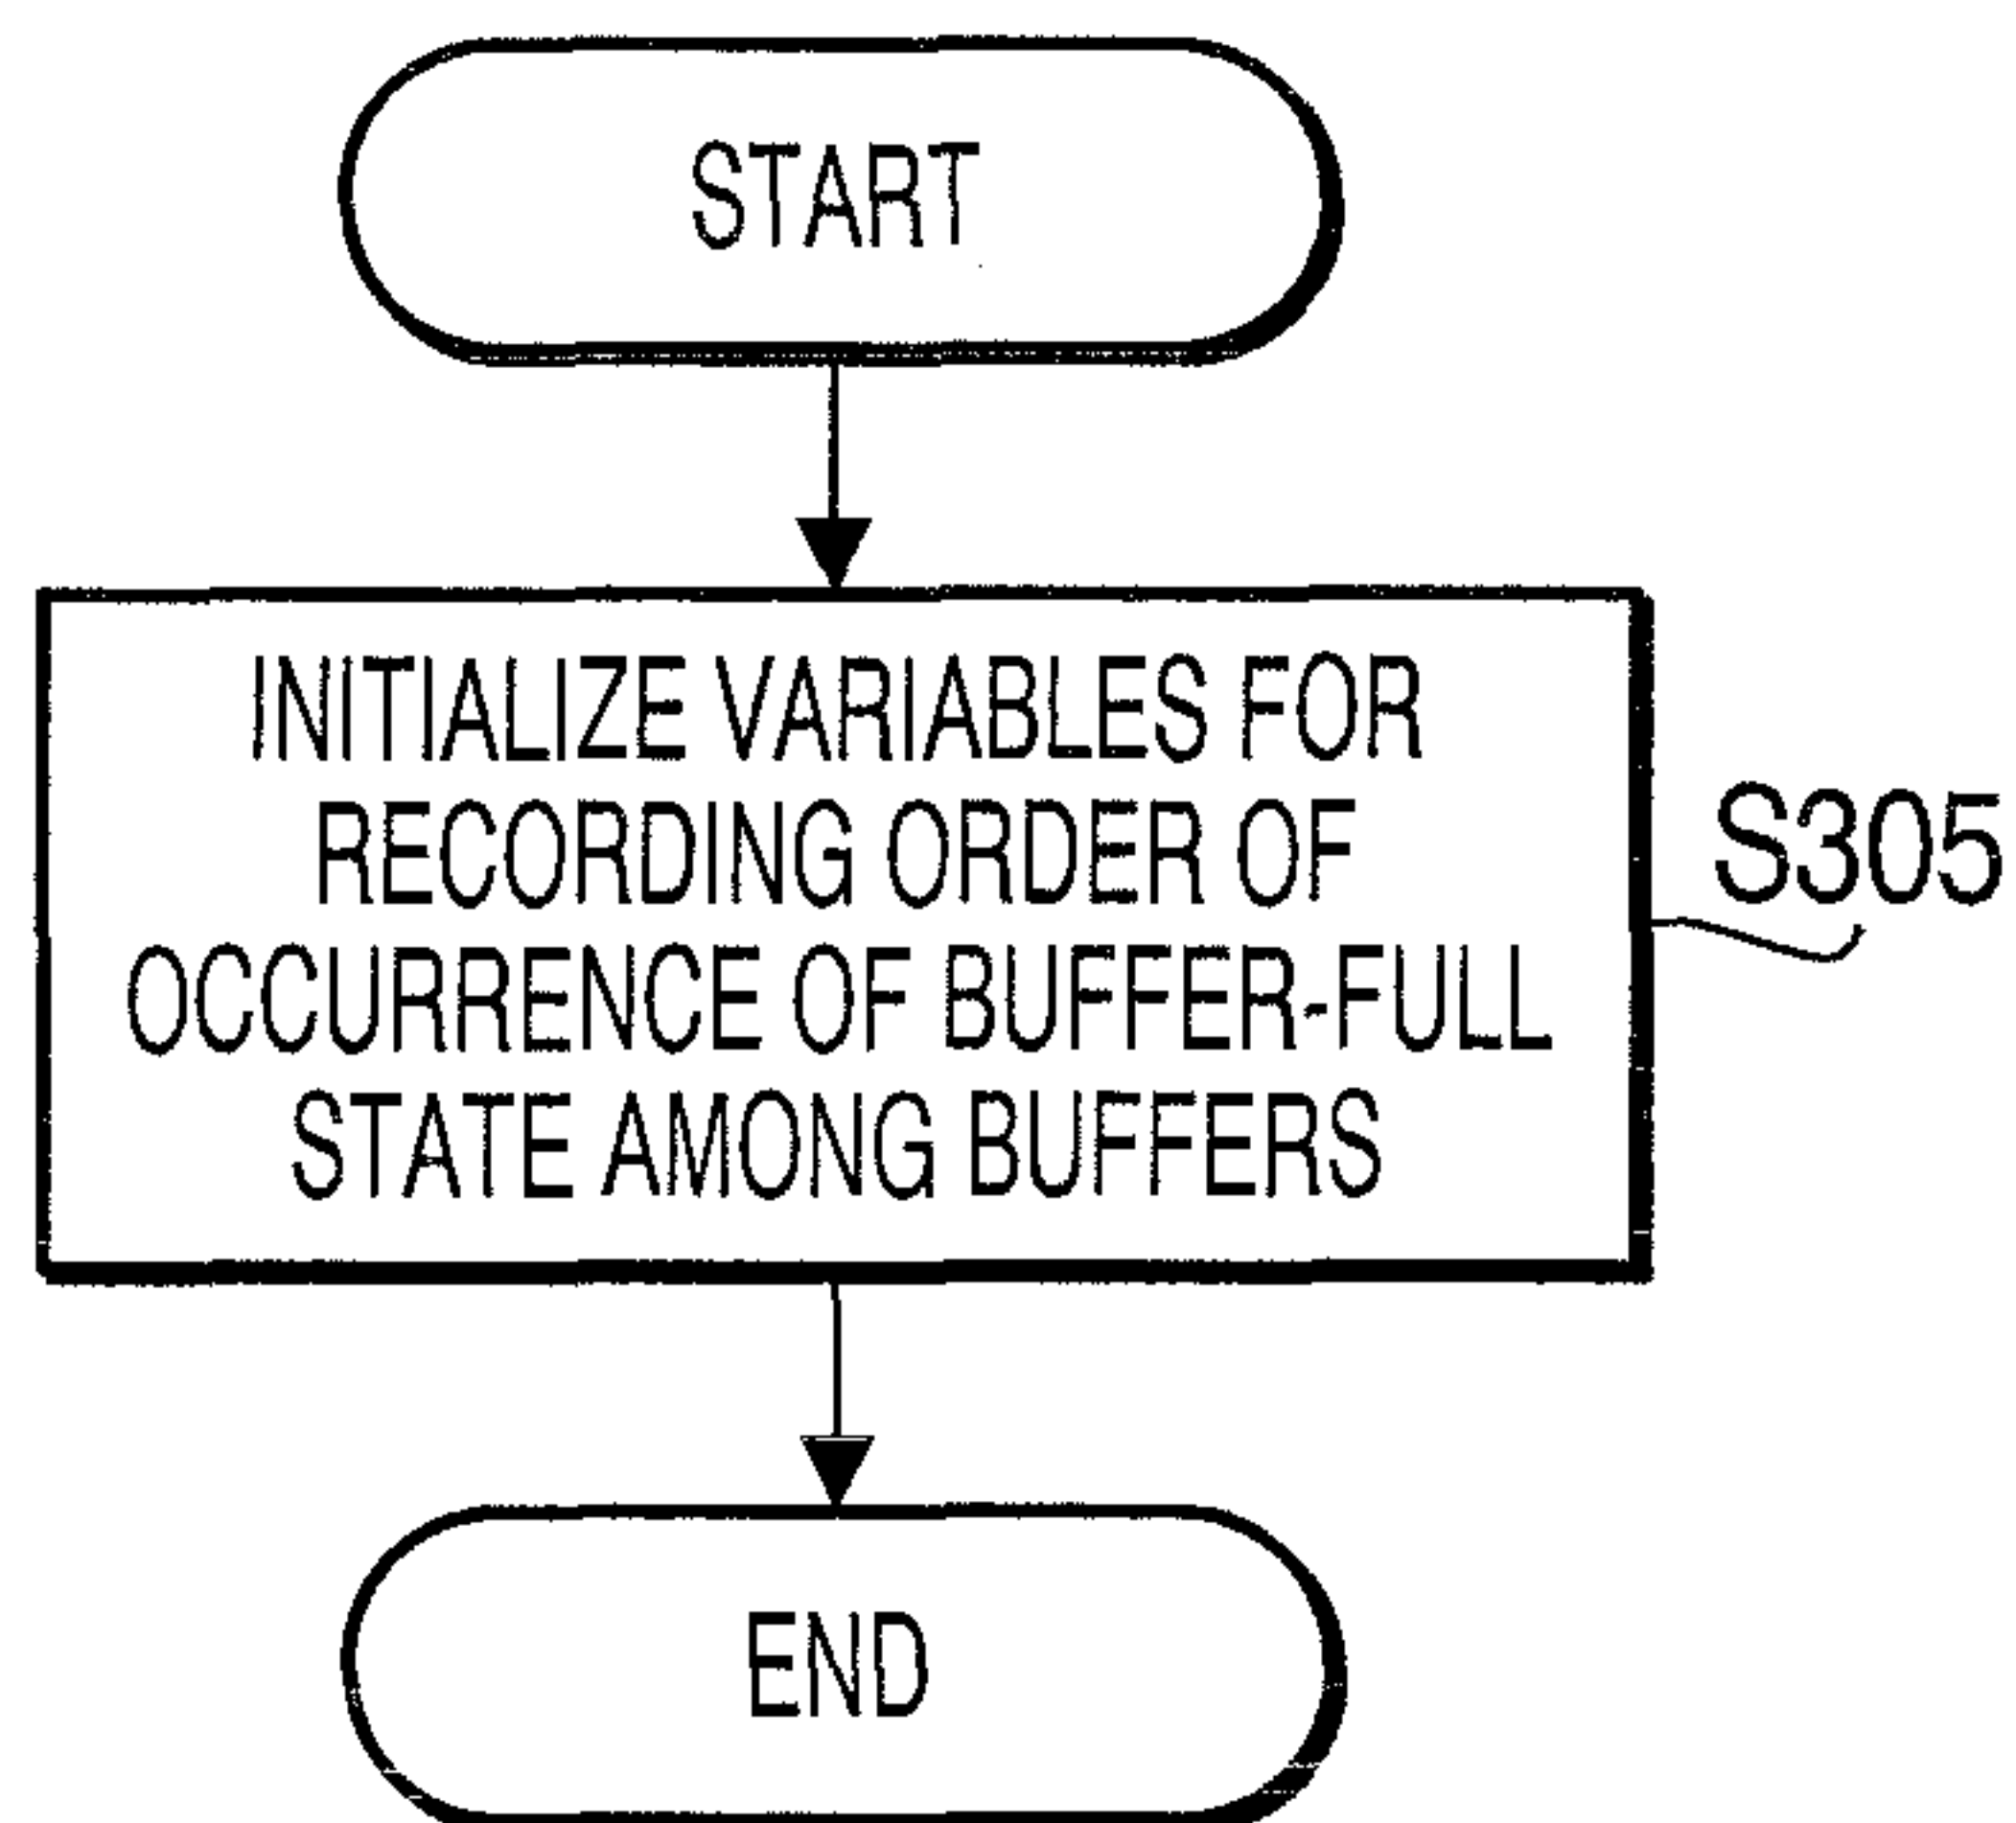 START
INITIALIZE VARIABLES FOR
RECORDING ORDER OF
OCCURRENCE OF BUFFER-FULL
STATE AMONG BUFFERS
S305
END